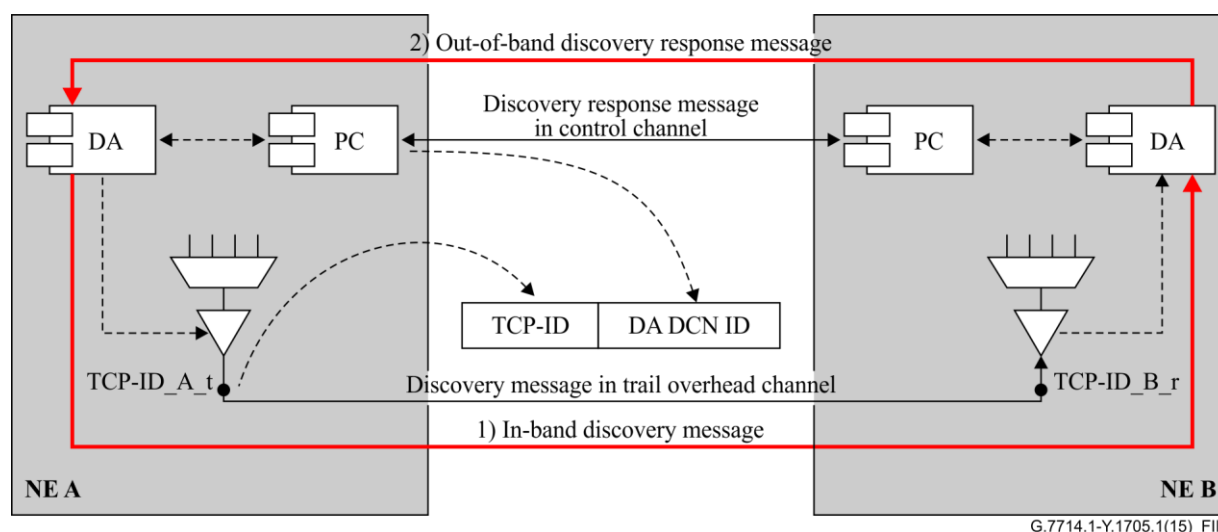 2) Out-of-band discovery response message
Discovery response message
in control channel
DA
PC
PC
DA
TCP-ID
DA DCN ID
TCP-ID_A_t
Discovery message in trail overhead channel
TCP-ID_B_r
1) In-band discovery message
NE A
NE B
G.7714.1-Y.1705.1(15)